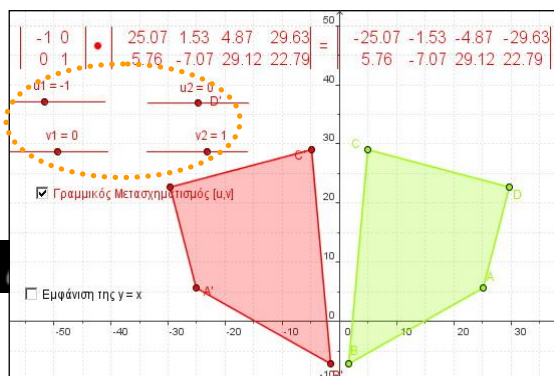 -1 0 25.07 1.53 4.87 29.63 = -25.07 -1.53 -4.87 -29.63
0 1 5.76 -7.07 29.12 22.79 5.76 -7.07 29.12 22.79
50
u1 = -1 u2 = 0
D'
40
v1 = 0 v2 = 1
30
C' C
Γραμμικός Μετασχηματισμός [u,v]
D
20
10
A' A
Εμφάνιση της y = x
0
-50 -40 -30 -20 -10 0 10 20 30
B' B
-10